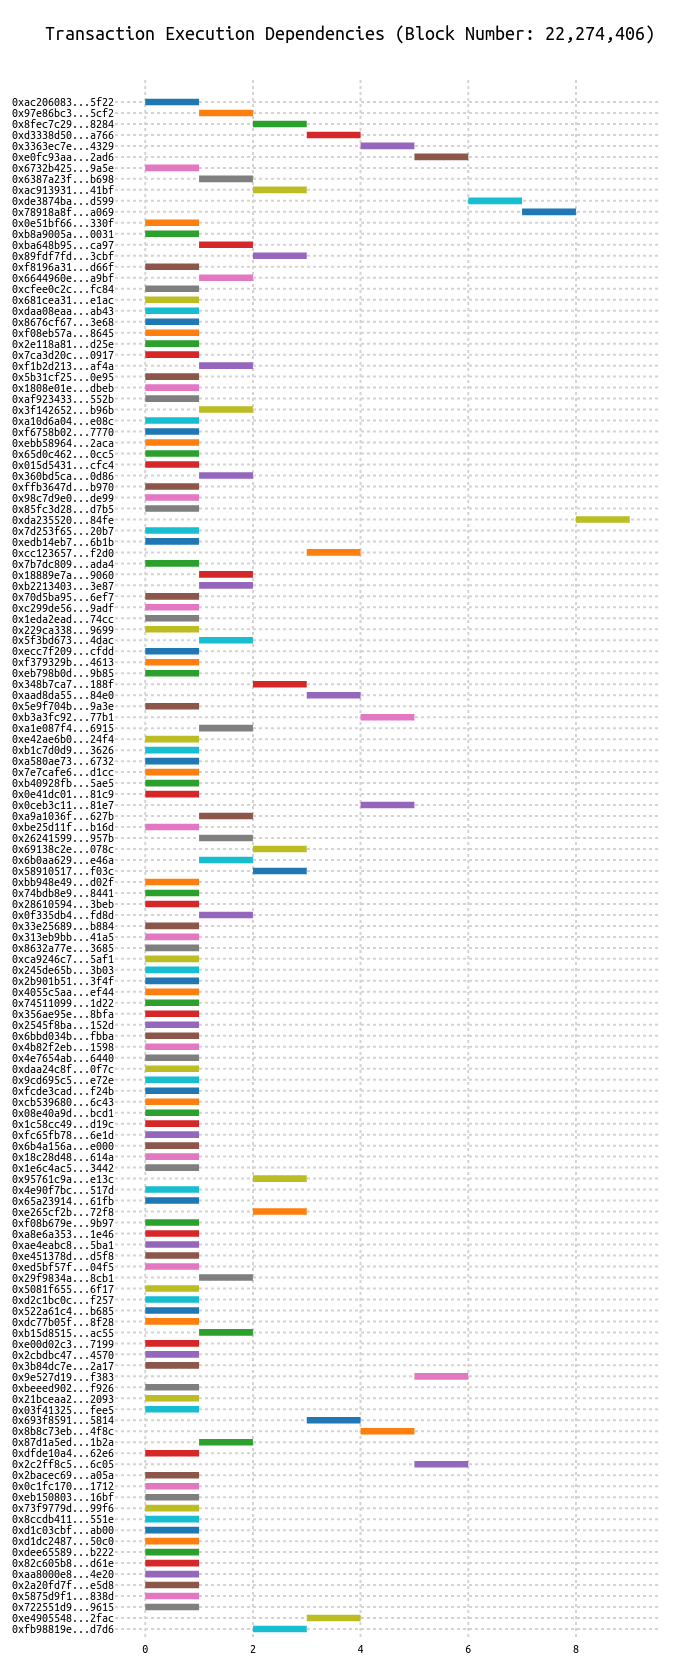 Transaction Execution Dependencies (Block Number: 22,274,406)
0xac206083...5f22
0x97e86bc3...5cf2
0x8fec7c29...8284
0xd3338d50...a766
0x3363ec7e...4329
0xe0fc93aa...2ad6
0x6732b425...9a5e
0x6387a23f...b698
0xac913931...41bf
0xde3874ba...d599
0x78918a8f...a069
0x0e51bf66...330f
0xb8a9005a...0031
0xba648b95...ca97
0x89fdf7fd...3cbf
0xf8196a31...d66f
0x6644960e...a9bf
0xcfee0c2c...fc84
0x681cea31...e1ac
0xdaa08eaa...ab43
0x8676cf67...3e68
0xf08eb57a...8645
0x2e118a81...d25e
0x7ca3d20c...0917
0xf1b2d213...af4a
0x5b31cf25...0e95
0x1808e01e...dbeb
0xaf923433...552b
0x3f142652...b96b
0xa10d6a04...e08c
0xf6758b02...7770
0xebb58964...2aca
0x65d0c462...0cc5
0x015d5431...cfc4
0x360bd5ca...0d86
0xffb3647d...b970
0x98c7d9e0...de99
0x85fc3d28...d7b5
0xda235520...84fe
0x7d253f65...20b7
0xedb14eb7...6b1b
0xcc123657...f2d0
0x7b7dc809...ada4
0x18889e7a...9060
0xb2213403...3e87
0x70d5ba95...6ef7
0xc299de56...9adf
0x1eda2ead...74cc
0x229ca338...9699
0x5f3bd673...4dac
0xecc7f209...cfdd
0xf379329b...4613
0xeb798b0d...9b85
0x348b7ca7...188f
0xaad8da55...84e0
0x5e9f704b...9a3e
0xb3a3fc92...77b1
0xa1e087f4...6915
0xe42ae6b0...24f4
0xb1c7d0d9...3626
0xa580ae73...6732
0x7e7cafe6...d1cc
0xb40928fb...5ae5
0x0e41dc01...81c9
0x0ceb3c11...81e7
0xa9a1036f...627b
0xbe25d11f...b16d
0x26241599...957b
0x69138c2e...078c
0x6b0aa629...e46a
0x58910517...f03c
0xbb948e49...d02f
0x74bdb8e9...8441
0x28610594...3beb
0x0f335db4...fd8d
0x33e25689...b884
0x313eb9bb...41a5
0x8632a77e...3685
0xca9246c7...5af1
0x245de65b...3b03
0x2b901b51...3f4f
0x4055c5aa...ef44
0x74511099...1d22
0x356ae95e...8bfa
0x2545f8ba...152d
0x6bbd034b...fbba
0x4b82f2eb...1598
0x4e7654ab...6440
0xdaa24c8f...0f7c
0x9cd695c5...e72e
0xfcde3cad...f24b
0xcb539680...6c43
0x08e40a9d...bcd1
0x1c58cc49...d19c
0xfc65fb78...6e1d
0x6b4a156a...e000
0x18c28d48...614a
0x1e6c4ac5...3442
0x95761c9a...e13c
0x4e90f7bc...517d
0x65a23914...61fb
0xe265cf2b...72f8
0xf08b679e...9b97
0xa8e6a353...1e46
0xae4eabc8...5ba1
0xe451378d...d5f8
0xed5bf57f...04f5
0x29f9834a...8cb1
0x5081f655...6f17
0xd2c1bc0c...f257
0x522a61c4...b685
0xdc77b05f...8f28
0xb15d8515...ac55
0xe00d02c3...7199
0x2cbdbc47...4570
0x3b84dc7e...2a17
0x9e527d19...f383
0xbeeed902...f926
0x21bceaa2...2093
0x03f41325...fee5
0x693f8591...5814
0x8b8c73eb...4f8c
0x87d1a5ed...1b2a
0xdfde10a4...62e6
0x2c2ff8c5...6c05
0x2bacec69...a05a
0x0c1fc170...1712
0xeb150803...16bf
0x73f9779d...99f6
0x8ccdb411...551e
0xd1c03cbf...ab00
0xd1dc2487...50c0
0xdee65589...b222
0x82c605b8...d61e
0xaa8000e8...4e20
0x2a20fd7f...e5d8
0x5875d9f1...838d
0x722551d9...9615
0xe4905548...2fac
0xfb98819e...d7d6
0 2 4 6 8